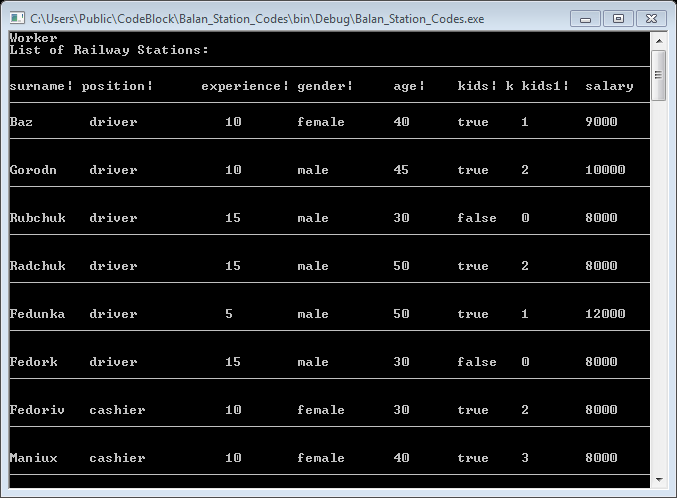 C:\Users\Public\CodeBlock\Balan_Station_Codes\bin\Debug\Balan_Station_Codes.exe
Worker
List of Railway Stations:
surname¦ position¦ experience¦ gender¦ age¦ kids¦ k kids1¦ salary
Baz driver 10 female 40 true 1 9000
Gorodn driver 10 male 45 true 2 10000
Rubchuk driver 15 male 30 false 0 8000
Radchuk driver 15 male 50 true 2 8000
Fedunka driver 5 male 50 true 1 12000
Fedork driver 15 male 30 false 0 8000
Fedoriv cashier 10 female 30 true 2 8000
Maniux cashier 10 female 40 true 3 8000